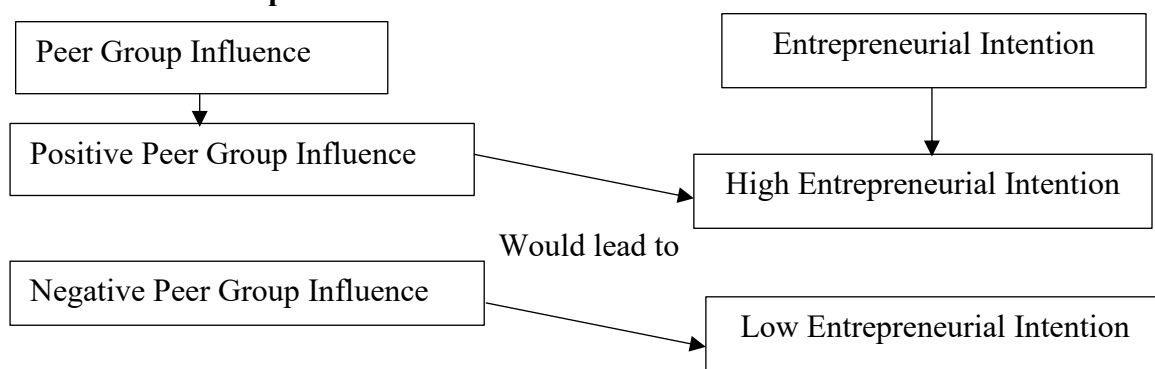 Peer Group Influence
Entrepreneurial Intention
Positive Peer Group Influence
High Entrepreneurial Intention
Would lead to
Negative Peer Group Influence
Low Entrepreneurial Intention